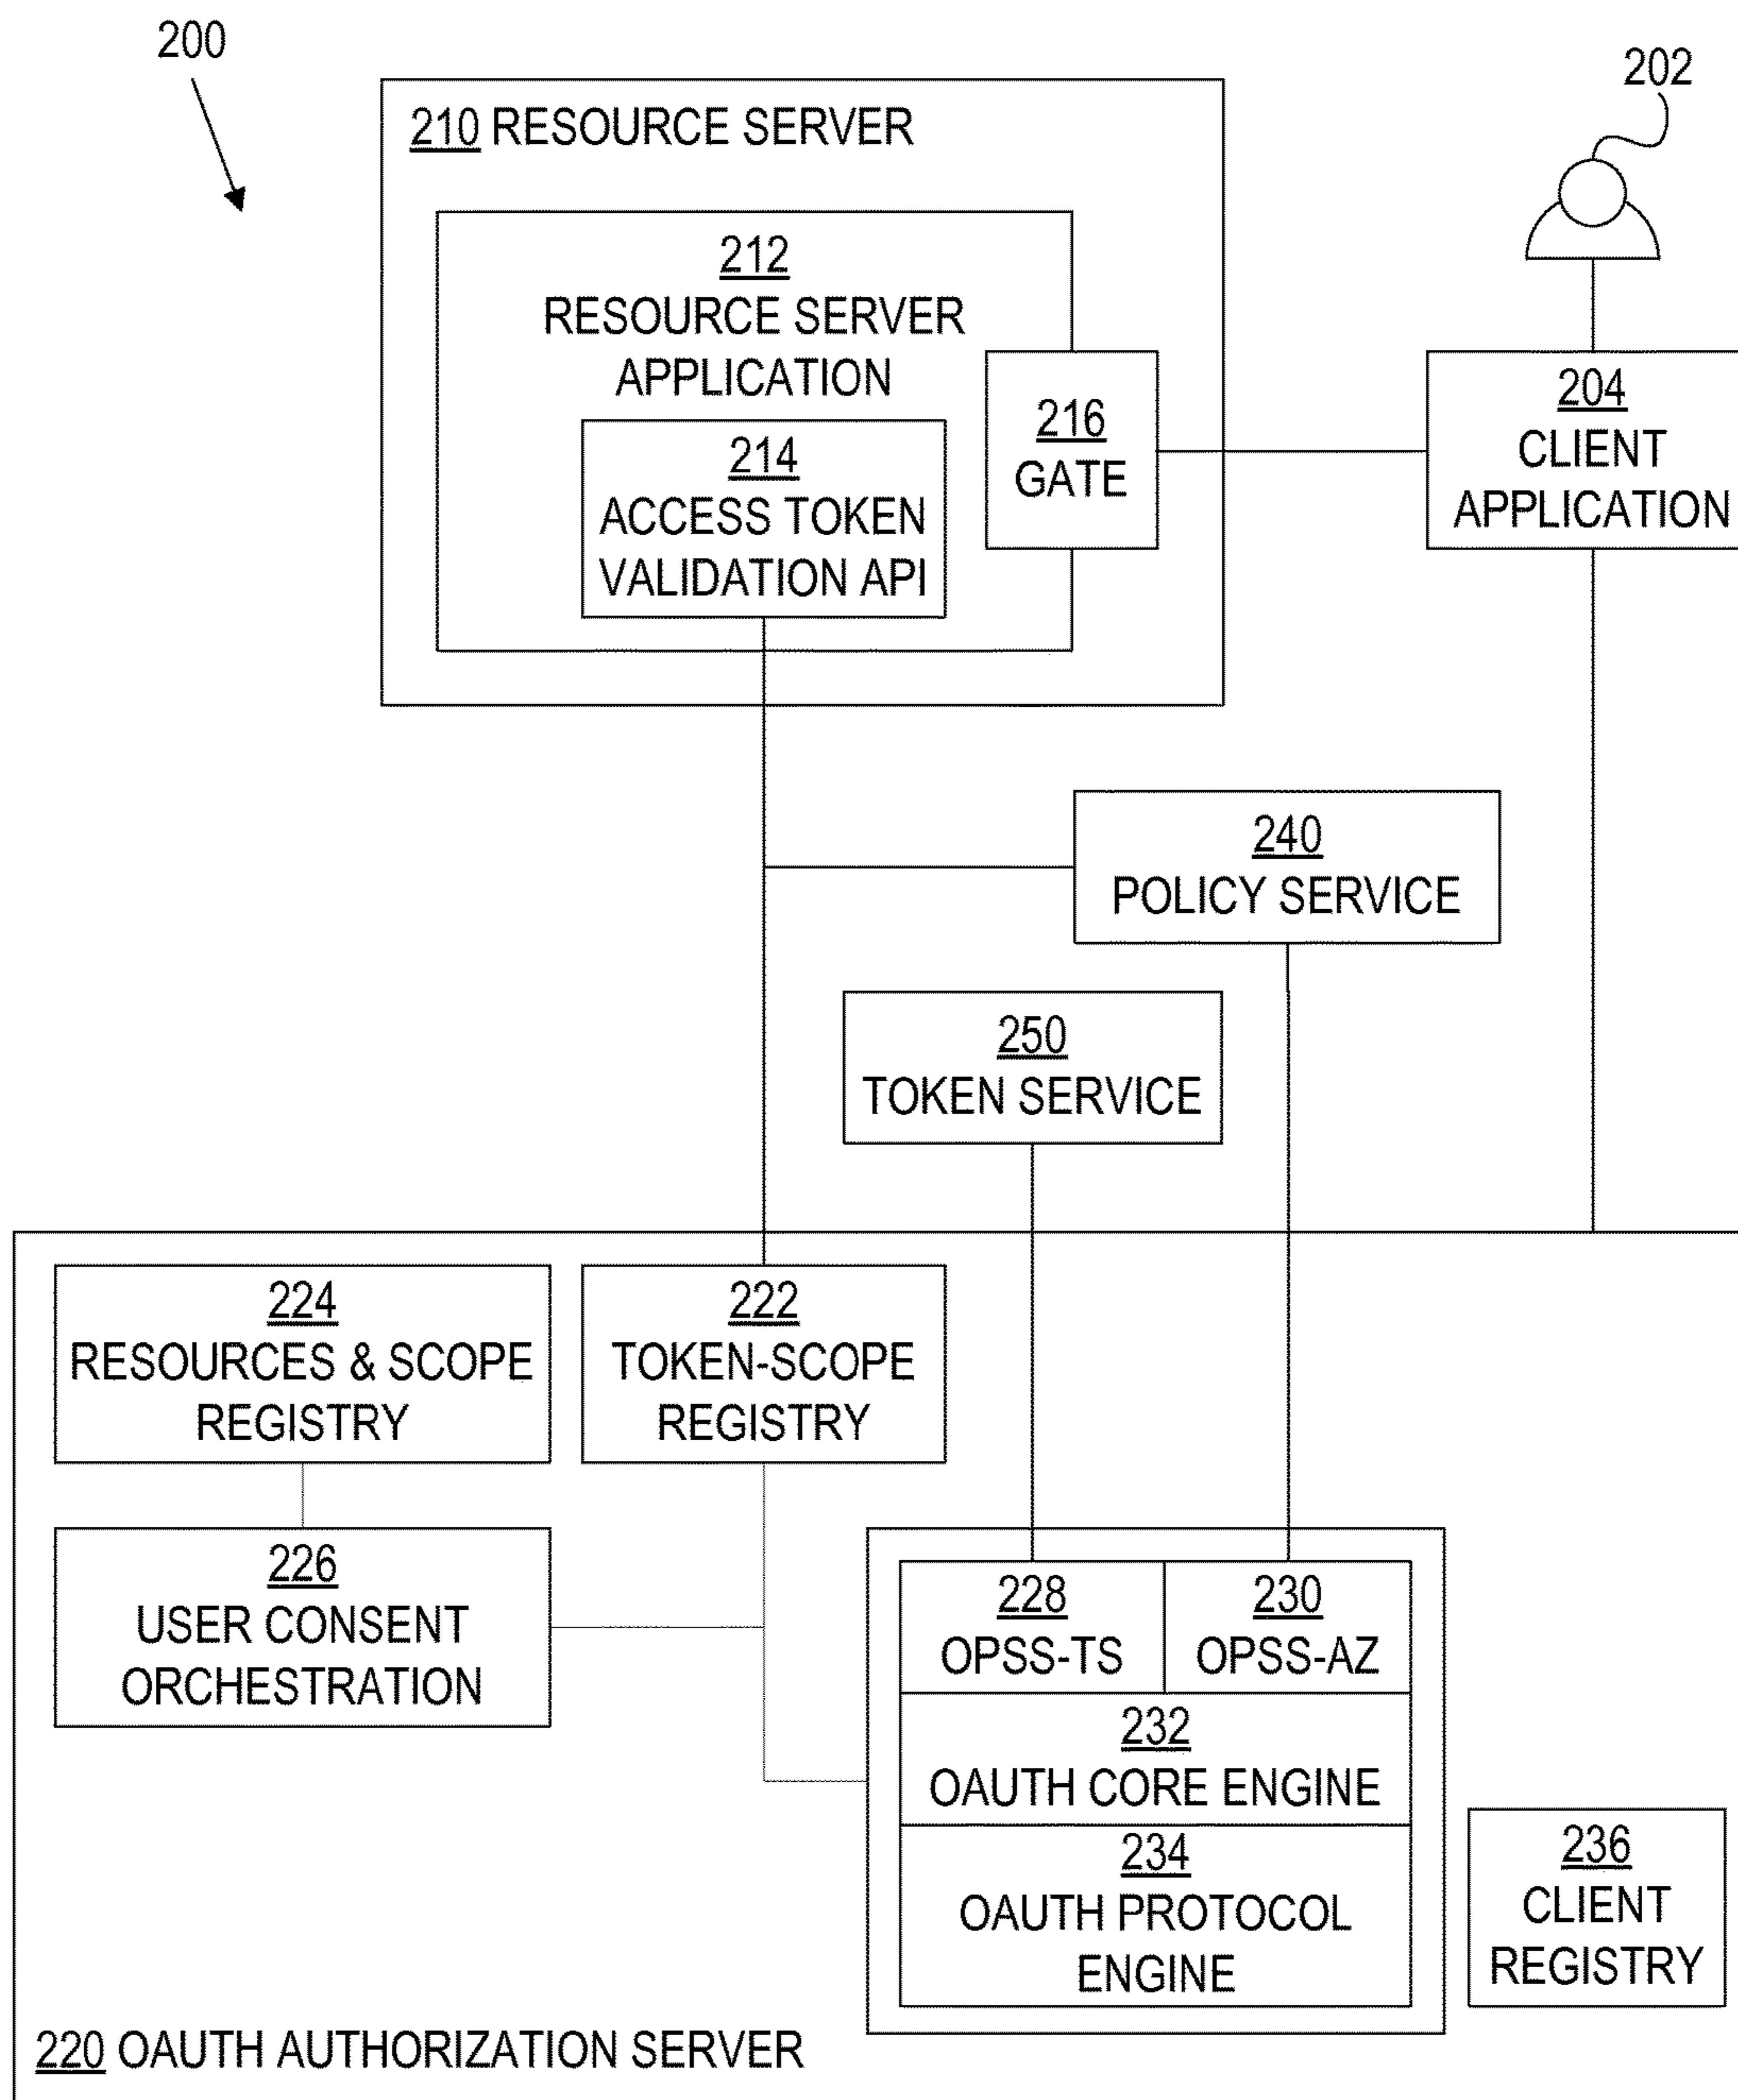 200
202
210 RESOURCE SERVER
212
RESOURCE SERVER
APPLICATION
214
ACCESS TOKEN
VALIDATION API
216
GATE
204
CLIENT
APPLICATION
240
POLICY SERVICE
250
TOKEN SERVICE
224
RESOURCES & SCOPE
REGISTRY
222
TOKEN-SCOPE
REGISTRY
226
USER CONSENT
ORCHESTRATION
228
OPSS-TS
230
OPSS-AZ
232
OAUTH CORE ENGINE
234
OAUTH PROTOCOL
ENGINE
236
CLIENT
REGISTRY
220 OAUTH AUTHORIZATION SERVER